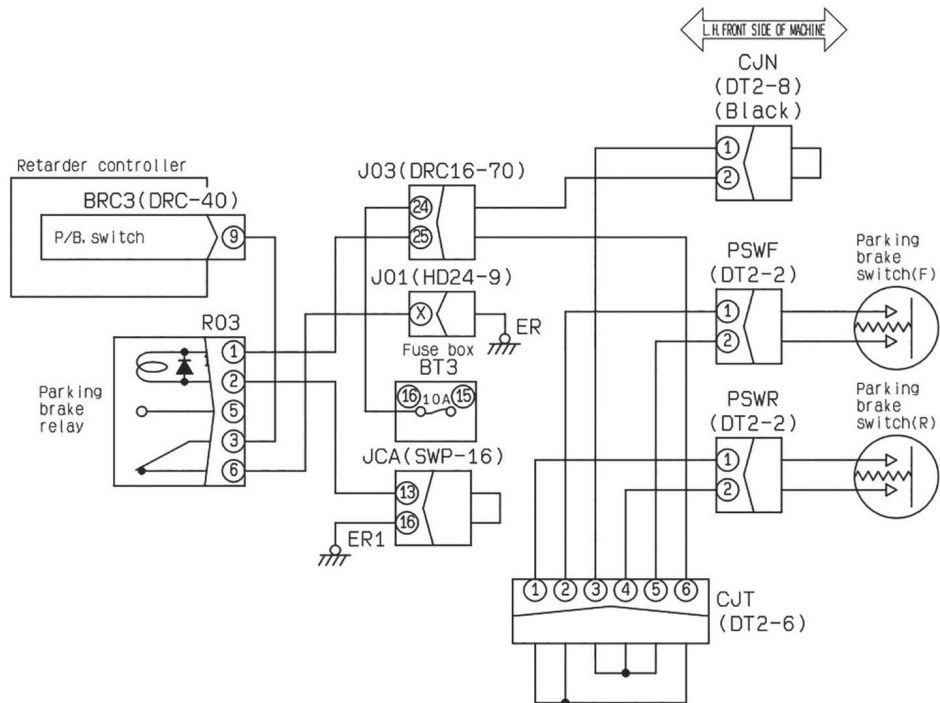 L.H. FRONT SIDE OF MACHINE
CJN
(DT2-8)
(Black)
1
2
Retarder controller
BRC3(DRC-40)
P/B. switch
9
J03(DRC16-70)
24
25
J01(HD24-9)
X
ER
PSWF
(DT2-2)
1
2
Parking
brake
switch(F)
R03
1
2
5
3
6
Parking
brake
relay
Fuse box
BT3
16
10A
15
PSWR
(DT2-2)
1
2
Parking
brake
switch(R)
JCA(SWP-16)
13
16
ER1
1
2
3
4
5
6
CJT
(DT2-6)